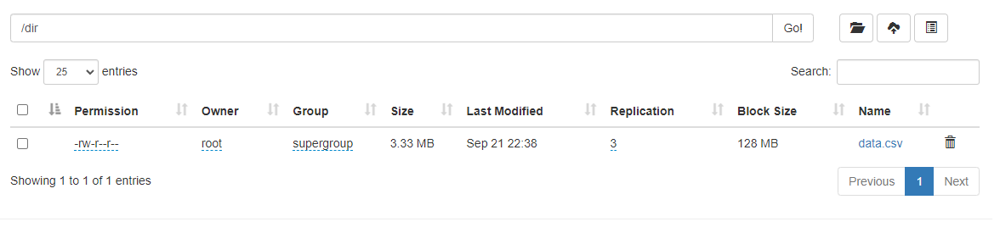 /dir Go!
Show 25 entries Search:
Permission Owner Group Size Last Modified Replication Block Size Name
-rw-r--r-- root supergroup 3.33 MB Sep 21 22:38 3 128 MB data.csv
Showing 1 to 1 of 1 entries Previous 1 Next